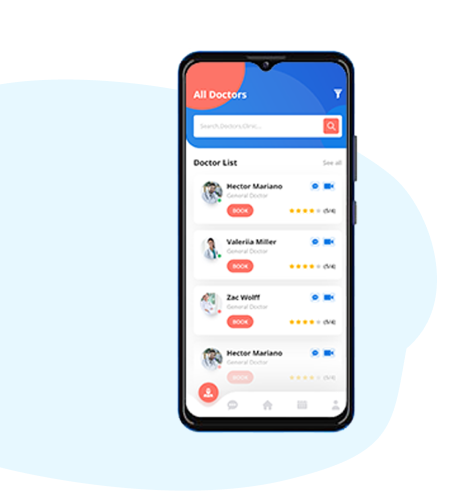 All Doctors
Search,Doctors,Clinic...
Doctor List See all
Hector Mariano
General Doctor
BOOK (5/4)
Valeriia Miller
General Doctor
BOOK (5/4)
Zac Wolff
General Doctor
BOOK (5/4)
Hector Mariano
General Doctor
BOOK (5/4)